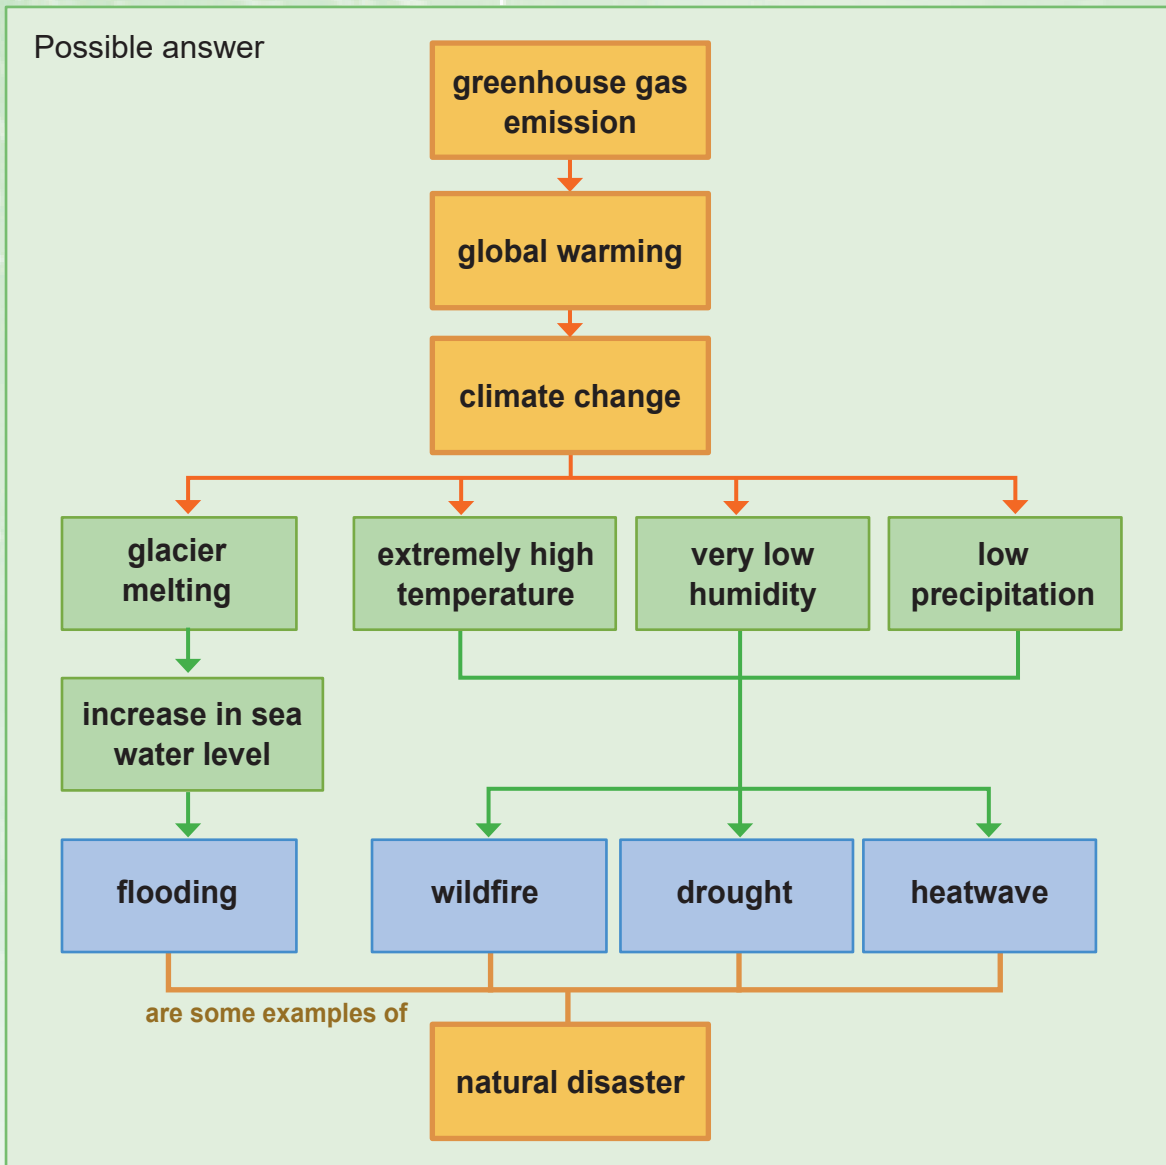 Possible answer
greenhouse gas
emission
global warming
climate change
glacier
melting
extremely high
temperature
very low
humidity
low
precipitation
increase in sea
water level
flooding
wildfire
drought
heatwave
are some examples of
natural disaster